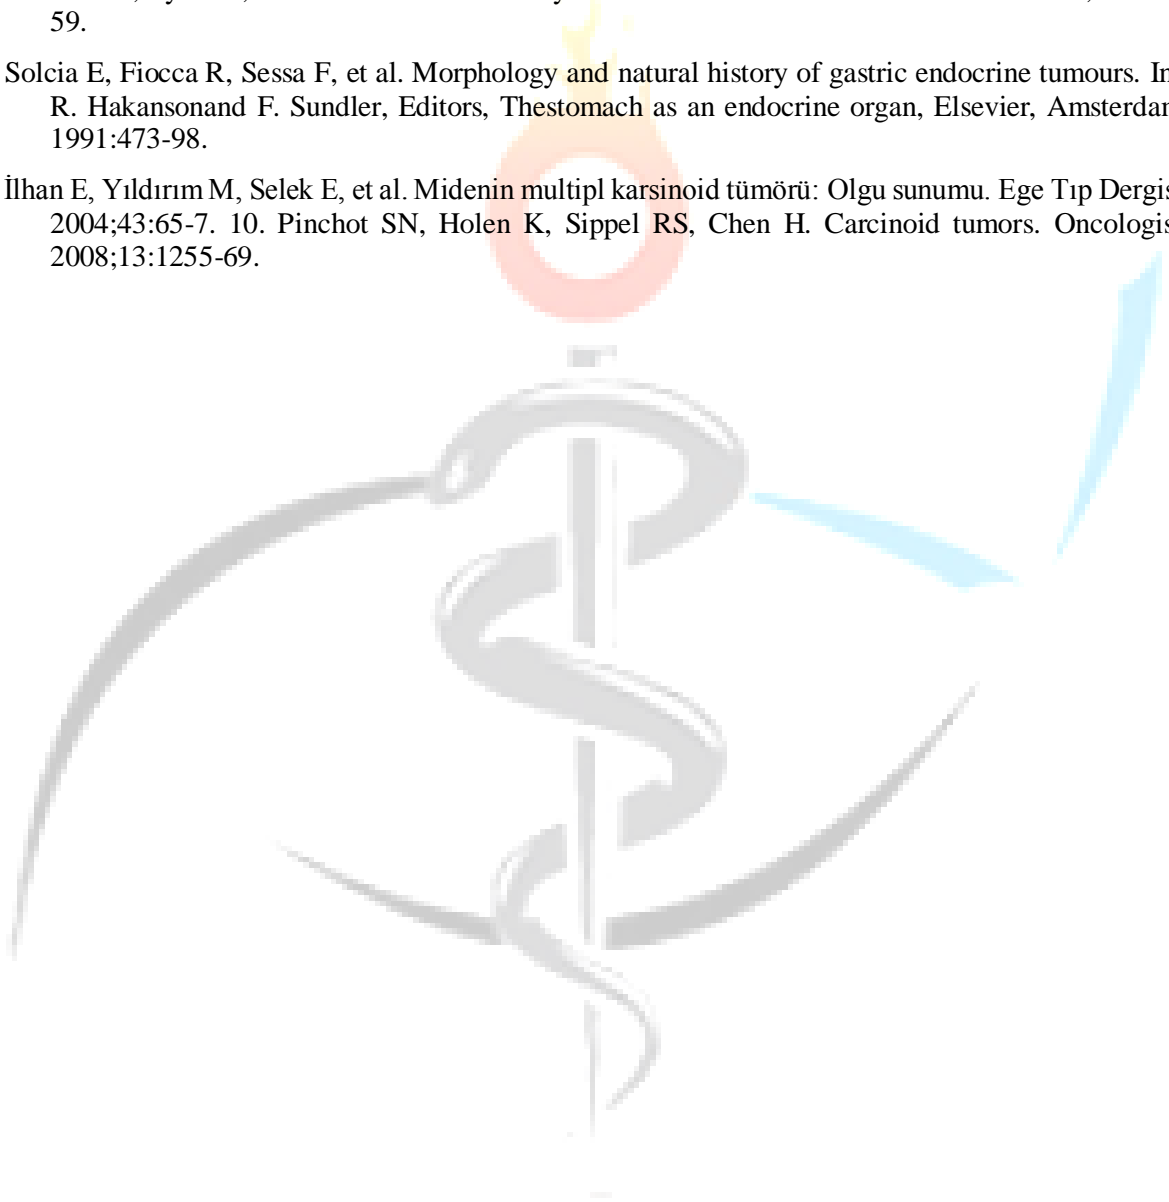 59.
Solcia E, Fiocca R, Sessa F, et al. Morphology and natural history of gastric endocrine tumours. In
R. Hakansonand F. Sundler, Editors, Thestomach as an endocrine organ, Elsevier,
1991:473-98.
İlhan E, Yıldırım M, Selek E, et al. Midenin multipl karsinoid tümörü: Olgu sunumu. Ege Tıp
2004;43:65-7. 10. Pinchot SN, Holen K, Sippel RS, Chen H. Carcinoid tumors.
2008;13:1255-69.